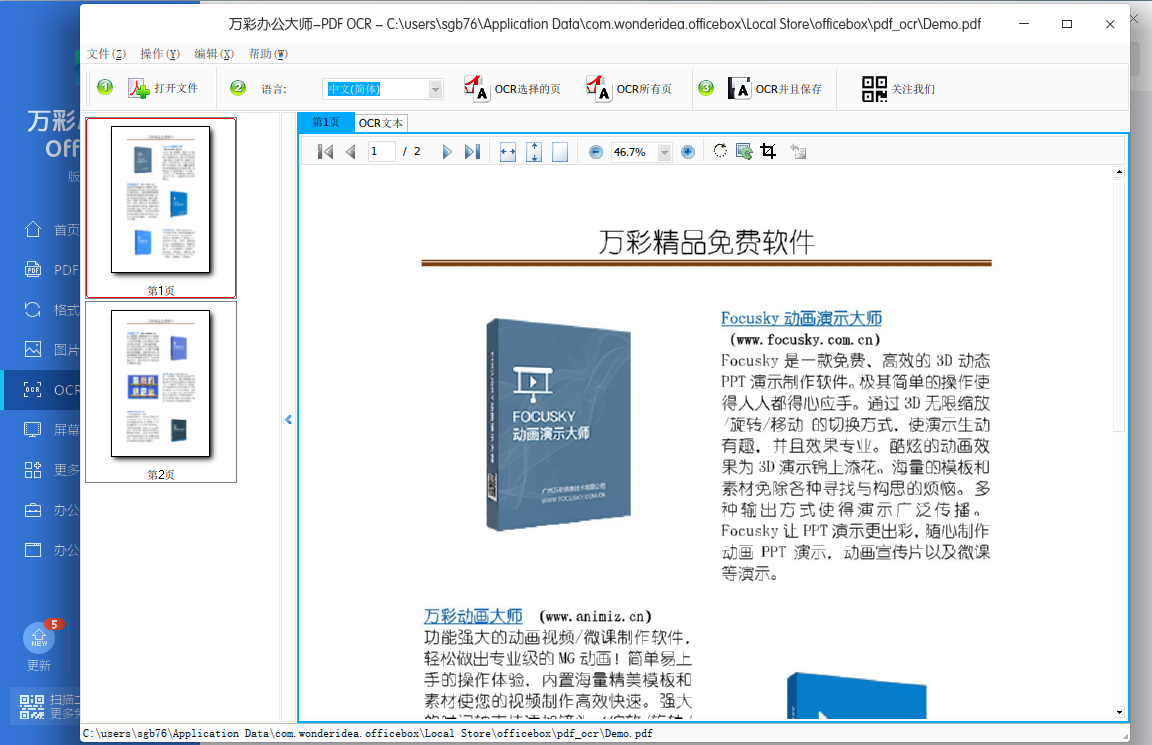 万彩办公大师–PDF OCR – C:\users\sgb76\Application Data\com.wonderidea.officebox\Local Store\officebox\pdf_ocr\Demo.pdf
文件(Z) 操作(Y) 编辑(X) 帮助(W)
1 打开文件 2 语言: 中文(简体) OCR选择的页 OCR所有页 3 OCR并且保存 关注我们
万彩
Off
版
首页
PDF
格式
图片
OCR
屏幕
更多
办公
办公
5
NEW
更新
扫描二
更多免
第1页
第2页
第1页 OCR文本
1 / 2 46.7%
万彩精品免费软件
FOCUSKY
动画演示大师
广州万彩信息技术有限公司
WWW.FOCUSKY.COM.CN
Focusky 动画演示大师
(www.focusky.com.cn)
Focusky 是一款免费、高效的 3D 动态
PPT 演示制作软件。极其简单的操作使
得人人都得心应手。通过 3D 无限缩放
/旋转/移动 的切换方式，使演示生动
有趣，并且效果专业。酷炫的动画效
果为 3D 演示锦上添花。海量的模板和
素材免除各种寻找与构思的烦恼。多
种输出方式使得演示广泛传播。
Focusky 让 PPT 演示更出彩，随心制作
动画 PPT 演示，动画宣传片以及微课
等演示。
万彩动画大师 (www.animiz.cn)
功能强大的动画视频/微课制作软件，
轻松做出专业级的 MG 动画！简单易上
手的操作体验，内置海量精美模板和
素材使您的视频制作高效快速。强大
C:\users\sgb76\Application Data\com.wonderidea.officebox\Local Store\officebox\pdf_ocr\Demo.pdf